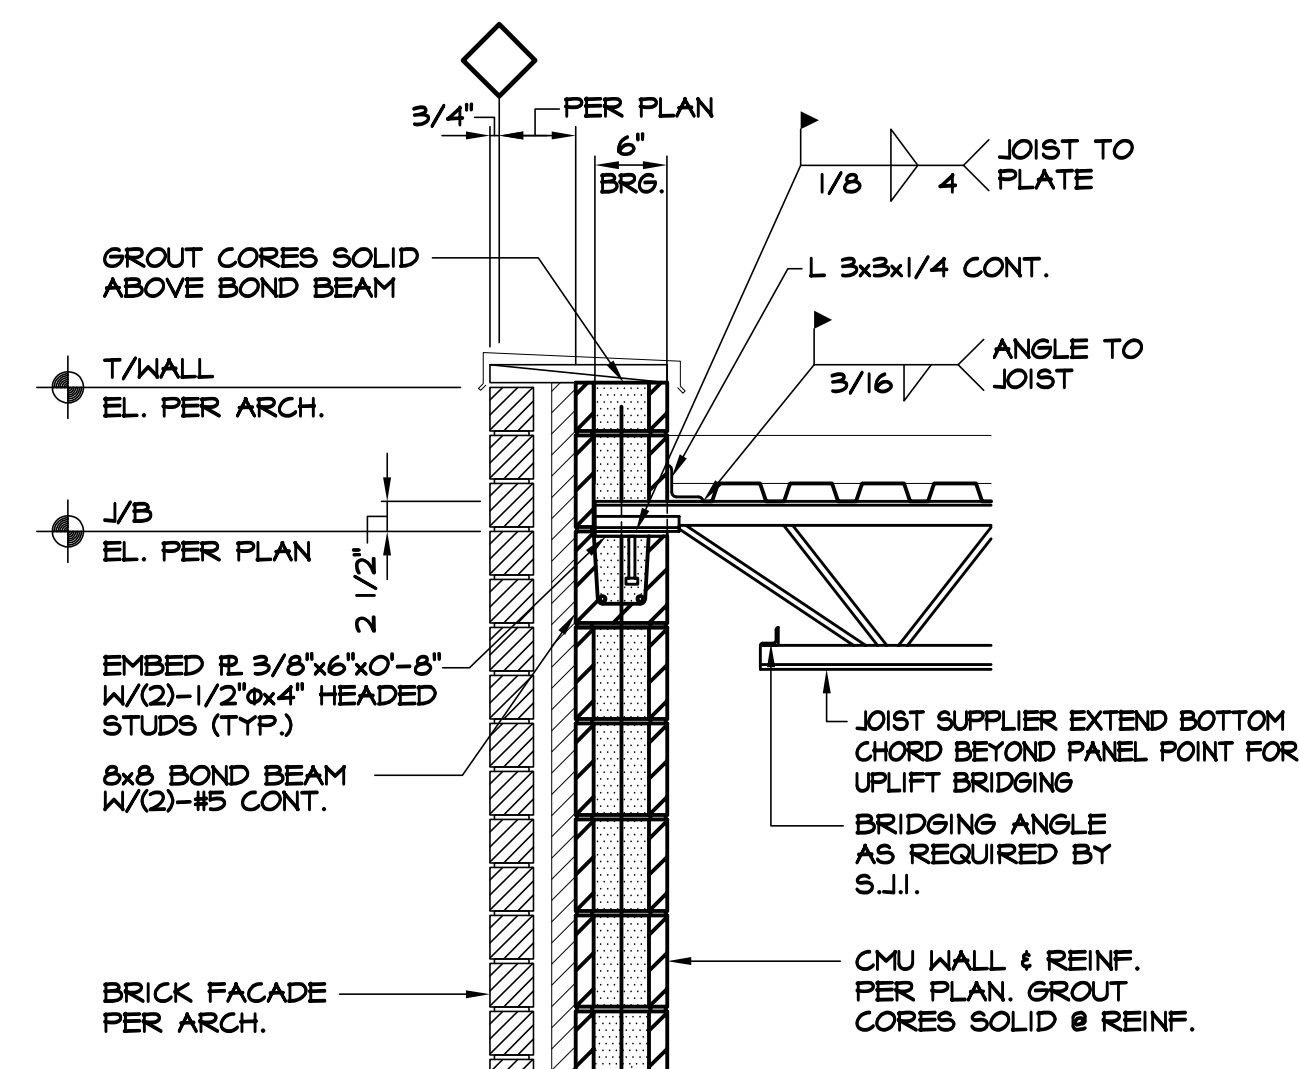 3/4"
PER PLAN
6"
BRG.
1/8
4
JOIST TO
PLATE
GROUT CORES SOLID
ABOVE BOND BEAM
L 3x3x1/4 CONT.
T/WALL
EL. PER ARCH.
3/16
ANGLE TO
JOIST
J/B
EL. PER PLAN
2 1/2"
EMBED PL 3/8"x6"x0'-8"
W/(2)-1/2"Φx4" HEADED
STUDS (TYP.)
8x8 BOND BEAM
W/(2)-#5 CONT.
JOIST SUPPLIER EXTEND BOTTOM
CHORD BEYOND PANEL POINT FOR
UPLIFT BRIDGING
BRIDGING ANGLE
AS REQUIRED BY
S.J.I.
CMU WALL & REINF.
PER PLAN. GROUT
CORES SOLID @ REINF.
BRICK FACADE
PER ARCH.